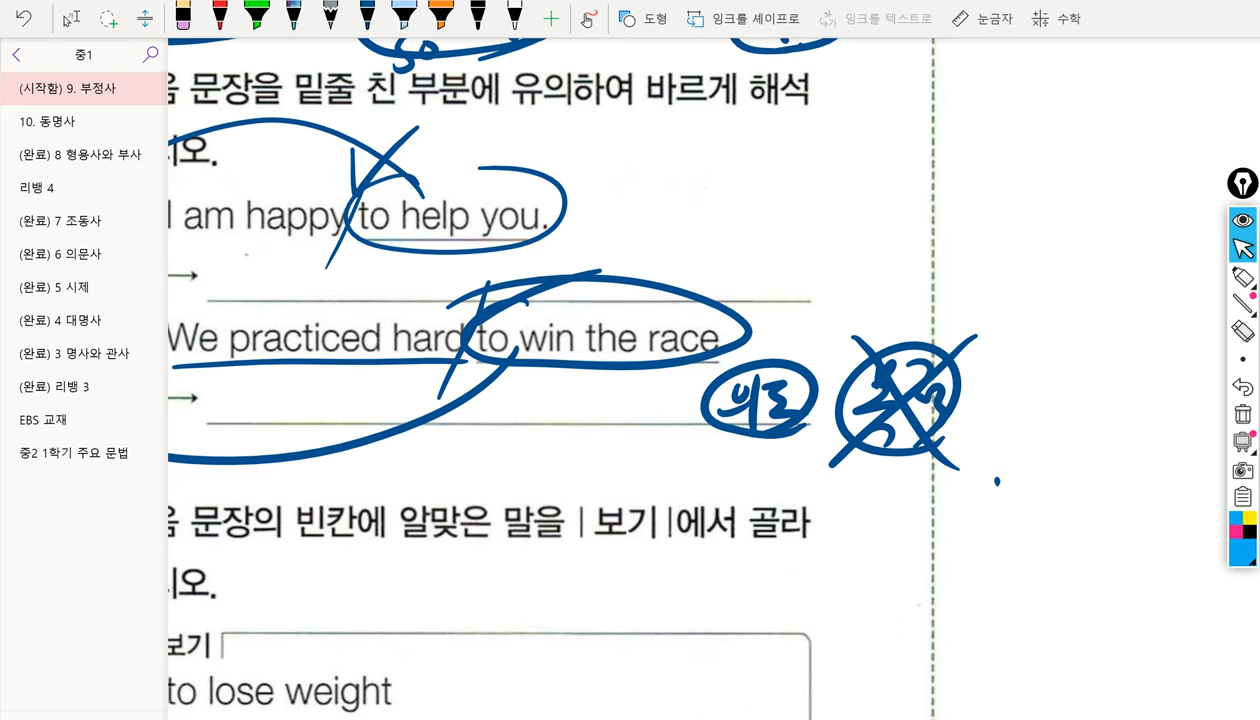 도형
잉크를 셰이프로
잉크를 텍스트로
눈금자
수학
중1
(시작함) 9. 부정사
10. 동명사
(완료) 8 형용사와 부사
리뱅 4
(완료) 7 조동사
(완료) 6 의문사
(완료) 5 시제
(완료) 4 대명사
(완료) 3 명사와 관사
(완료) 리뱅 3
EBS 교재
중2 1학기 주요 문법
so
음 문장을 밑줄 친 부분에 유의하여 바르게 해석
시오.
I am happy to help you.
→
We practiced hard to win the race
→
의도
음 문장의 빈칸에 알맞은 말을 | 보기 |에서 골라
시오.
보기
to lose weight